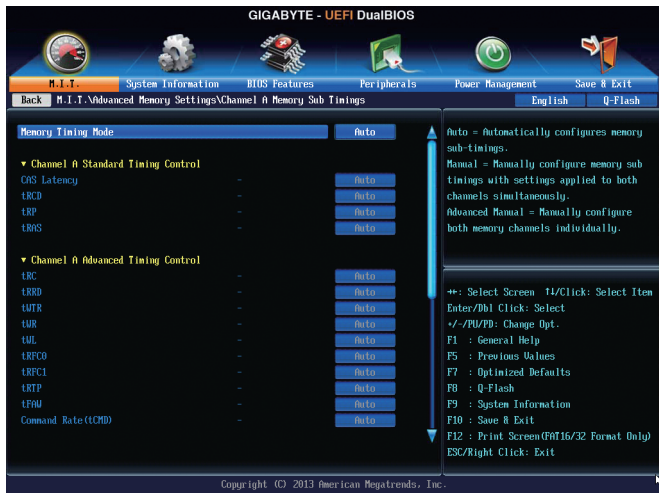 GIGABYTE - UEFI DualBIOS
M.I.T. System Information BIOS Features Peripherals Power Management Save & Exit
Back M.I.T.\Advanced Memory Settings\Channel A Memory Sub Timings English Q-Flash
Memory Timing Mode Auto
▼ Channel A Standard Timing Control
CAS Latency - Auto
tRCD - Auto
tRP - Auto
tRAS - Auto
▼ Channel A Advanced Timing Control
tRC - Auto
tRRD - Auto
tWTR - Auto
tWR - Auto
tWL - Auto
tRFC0 - Auto
tRFC1 - Auto
tRTP - Auto
tFAW - Auto
Command Rate(tCMD) - Auto
Auto = Automatically configures memory
sub-timings.
Manual = Manually configure memory sub
timings with settings applied to both
channels simultaneously.
Advanced Manual = Manually configure
both memory channels individually.
→←: Select Screen ↑↓/Click: Select Item
Enter/Dbl Click: Select
+/-/PU/PD: Change Opt.
F1 : General Help
F5 : Previous Values
F7 : Optimized Defaults
F8 : Q-Flash
F9 : System Information
F10 : Save & Exit
F12 : Print Screen(FAT16/32 Format Only)
ESC/Right Click: Exit
Copyright (C) 2013 American Megatrends, Inc.